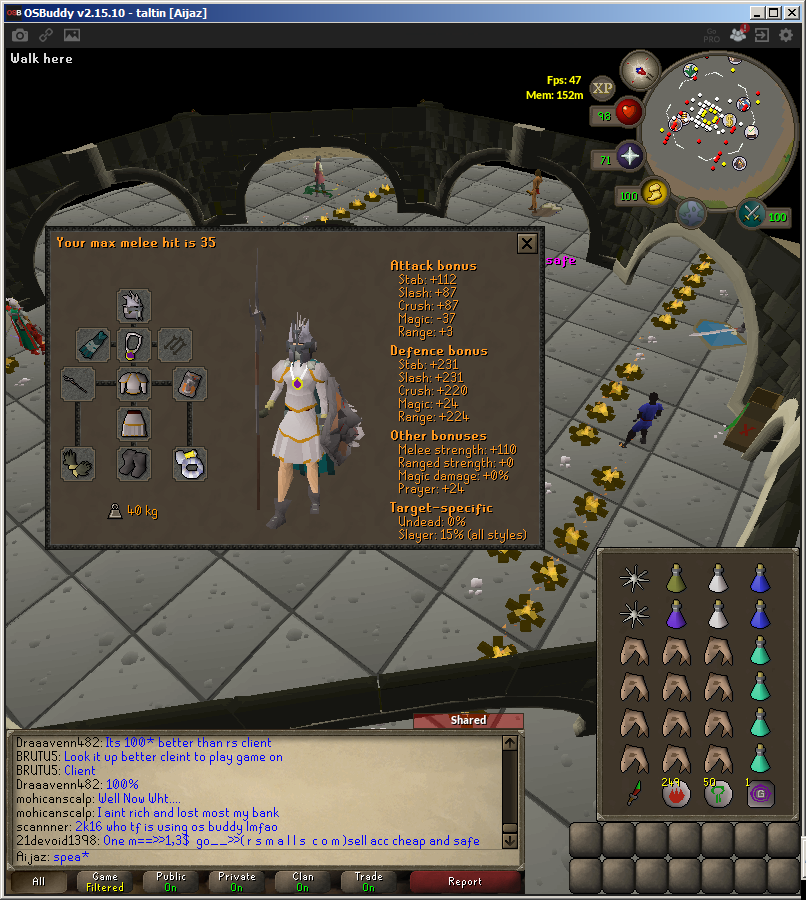 OSBuddy v2.15.10 - taltin [Aijaz]
Go PRO
Walk here
Fps: 47
Mem: 152m
XP
98
71
100
100
Your max melee hit is 35
safe
Attack bonus
Stab: +112
Slash: +87
Crush: +87
Magic: -37
Range: +3
Defence bonus
Stab: +231
Slash: +231
Crush: +220
Magic: +24
Range: +224
Other bonuses
Melee strength: +110
Ranged strength: +0
Magic damage: +0%
Prayer: +24
Target-specific
Undead: 0%
Slayer: 15% (all styles)
40 kg
249 50 1
G
Shared
Draaavenn482: Its 100* better than rs client
BRUTU5: Look it up better cleint to play game on
BRUTU5: Client
Draaavenn482: 100%
mohicanscalp: Well Now Wht....
mohicanscalp: I aint rich and lost most my bank
scannner: 2k16 who tf is using os buddy lmfao
21devoid1398: One m==>>1,3$ go__>>(r s m a l l s c o m )sell acc cheap and safe
Aijaz: spea*
All
Game Filtered
Public On
Private On
Clan On
Trade On
Report